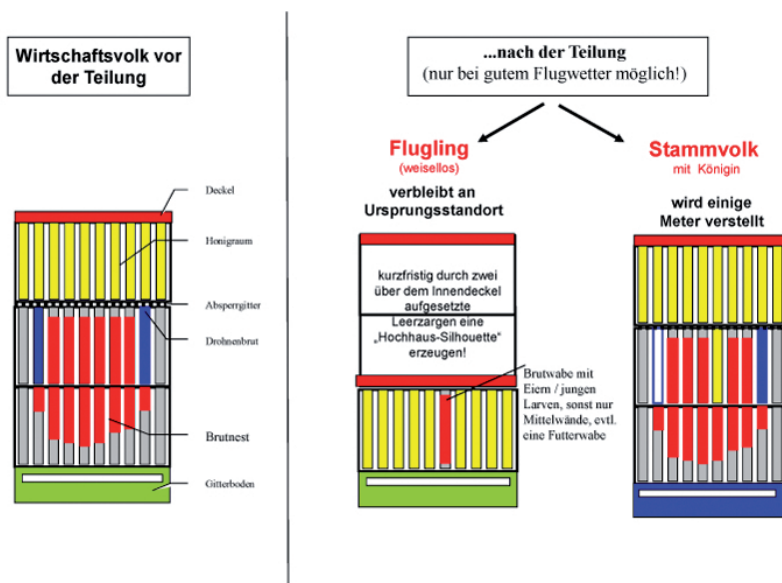 Wirtschaftsvolk vor
der Teilung
Deckel
Honigraum
Absperrgitter
Drohnenbrut
Brutnest
Gitterboden
...nach der Teilung
(nur bei gutem Flugwetter möglich!)
Flugling
(weisellos)
verbleibt an
Ursprungsstandort
kurzfristig durch zwei
über dem Innendeckel
aufgesetzte
Leerzargen eine
„Hochhaus-Silhouette“
erzeugen!
Brutwabe mit
Eiern / jungen
Larven, sonst nur
Mittelwände, evtl.
eine Futterwabe
Stammvolk
mit Königin
wird einige
Meter verstellt